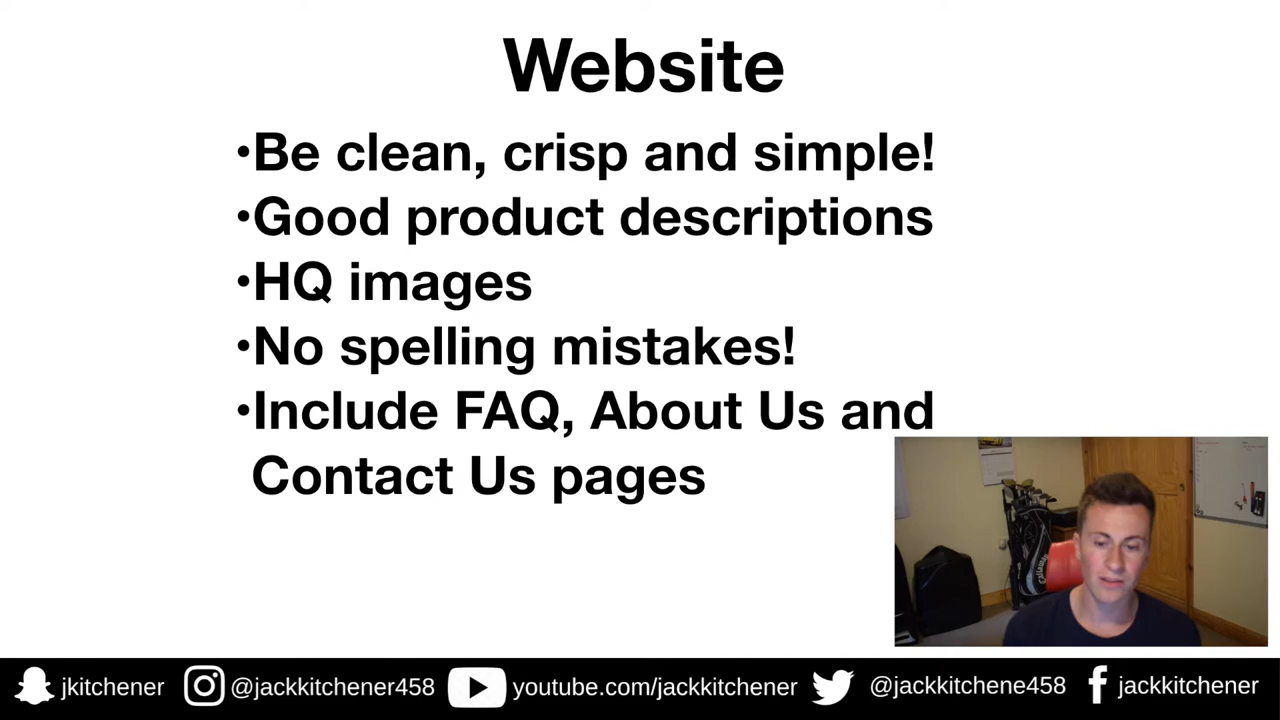 Website
•Be clean, crisp and simple!
•Good product descriptions
•HQ images
•No spelling mistakes!
•Include FAQ, About Us and
Contact Us pages
Callaway
jkitchener @jackkitchener458 youtube.com/jackkitchener @jackkitchene458 jackkitchener